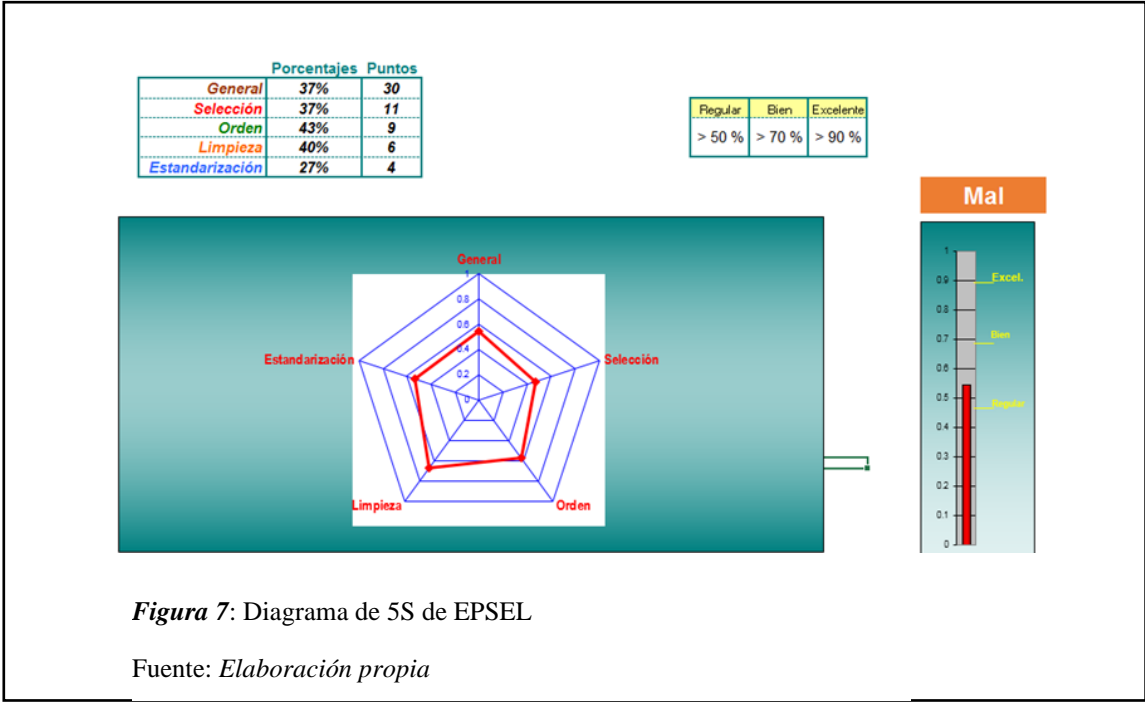 Porcentajes Puntos
General 37% 30
Selección 37% 11
Orden 43% 9
Limpieza 40% 6
Estandarización 27% 4
Regular Bien Excelente
> 50 % > 70 % > 90 %
Mal
General
1
0.8
0.6
0.4
0.2
0
Estandarización
Selección
Limpieza
Orden
1
0.9
0.8
0.7
0.6
0.5
0.4
0.3
0.2
0.1
0
Excel.
Bien
Regular
Figura 7: Diagrama de 5S de EPSEL
Fuente: Elaboración propia